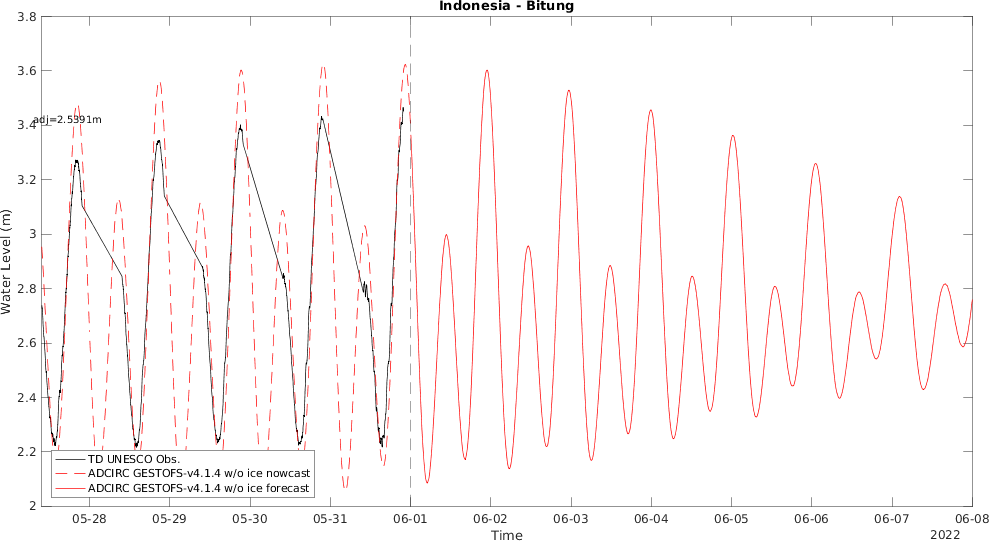 Indonesia - Bitung
adj=2.5391m
Water Level (m)
3.8
3.6
3.4
3.2
3
2.8
2.6
2.4
2.2
2
TD UNESCO Obs.
ADCIRC GESTOFS-v4.1.4 w/o ice nowcast
ADCIRC GESTOFS-v4.1.4 w/o ice forecast
05-28 05-29 05-30 05-31 06-01 06-02 06-03 06-04 06-05 06-06 06-07 06-08
Time
2022